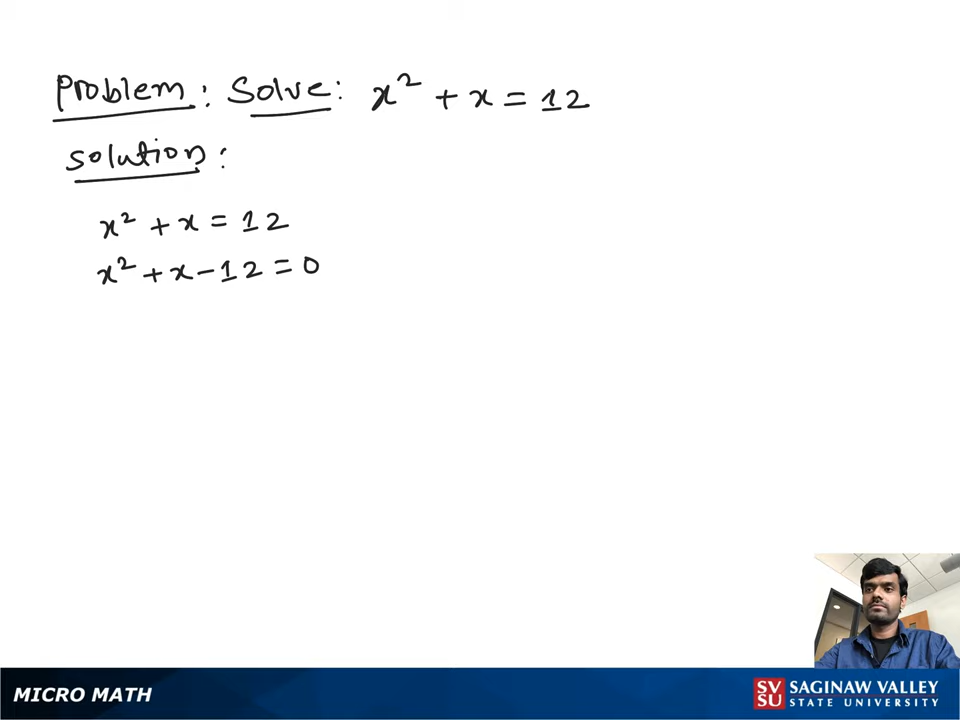 Problem: Solve: x² + x = 12
Solution:
x² + x = 12
x² + x - 12 = 0
MICRO MATH
SV SU SAGINAW VALLEY STATE UNIVERSITY